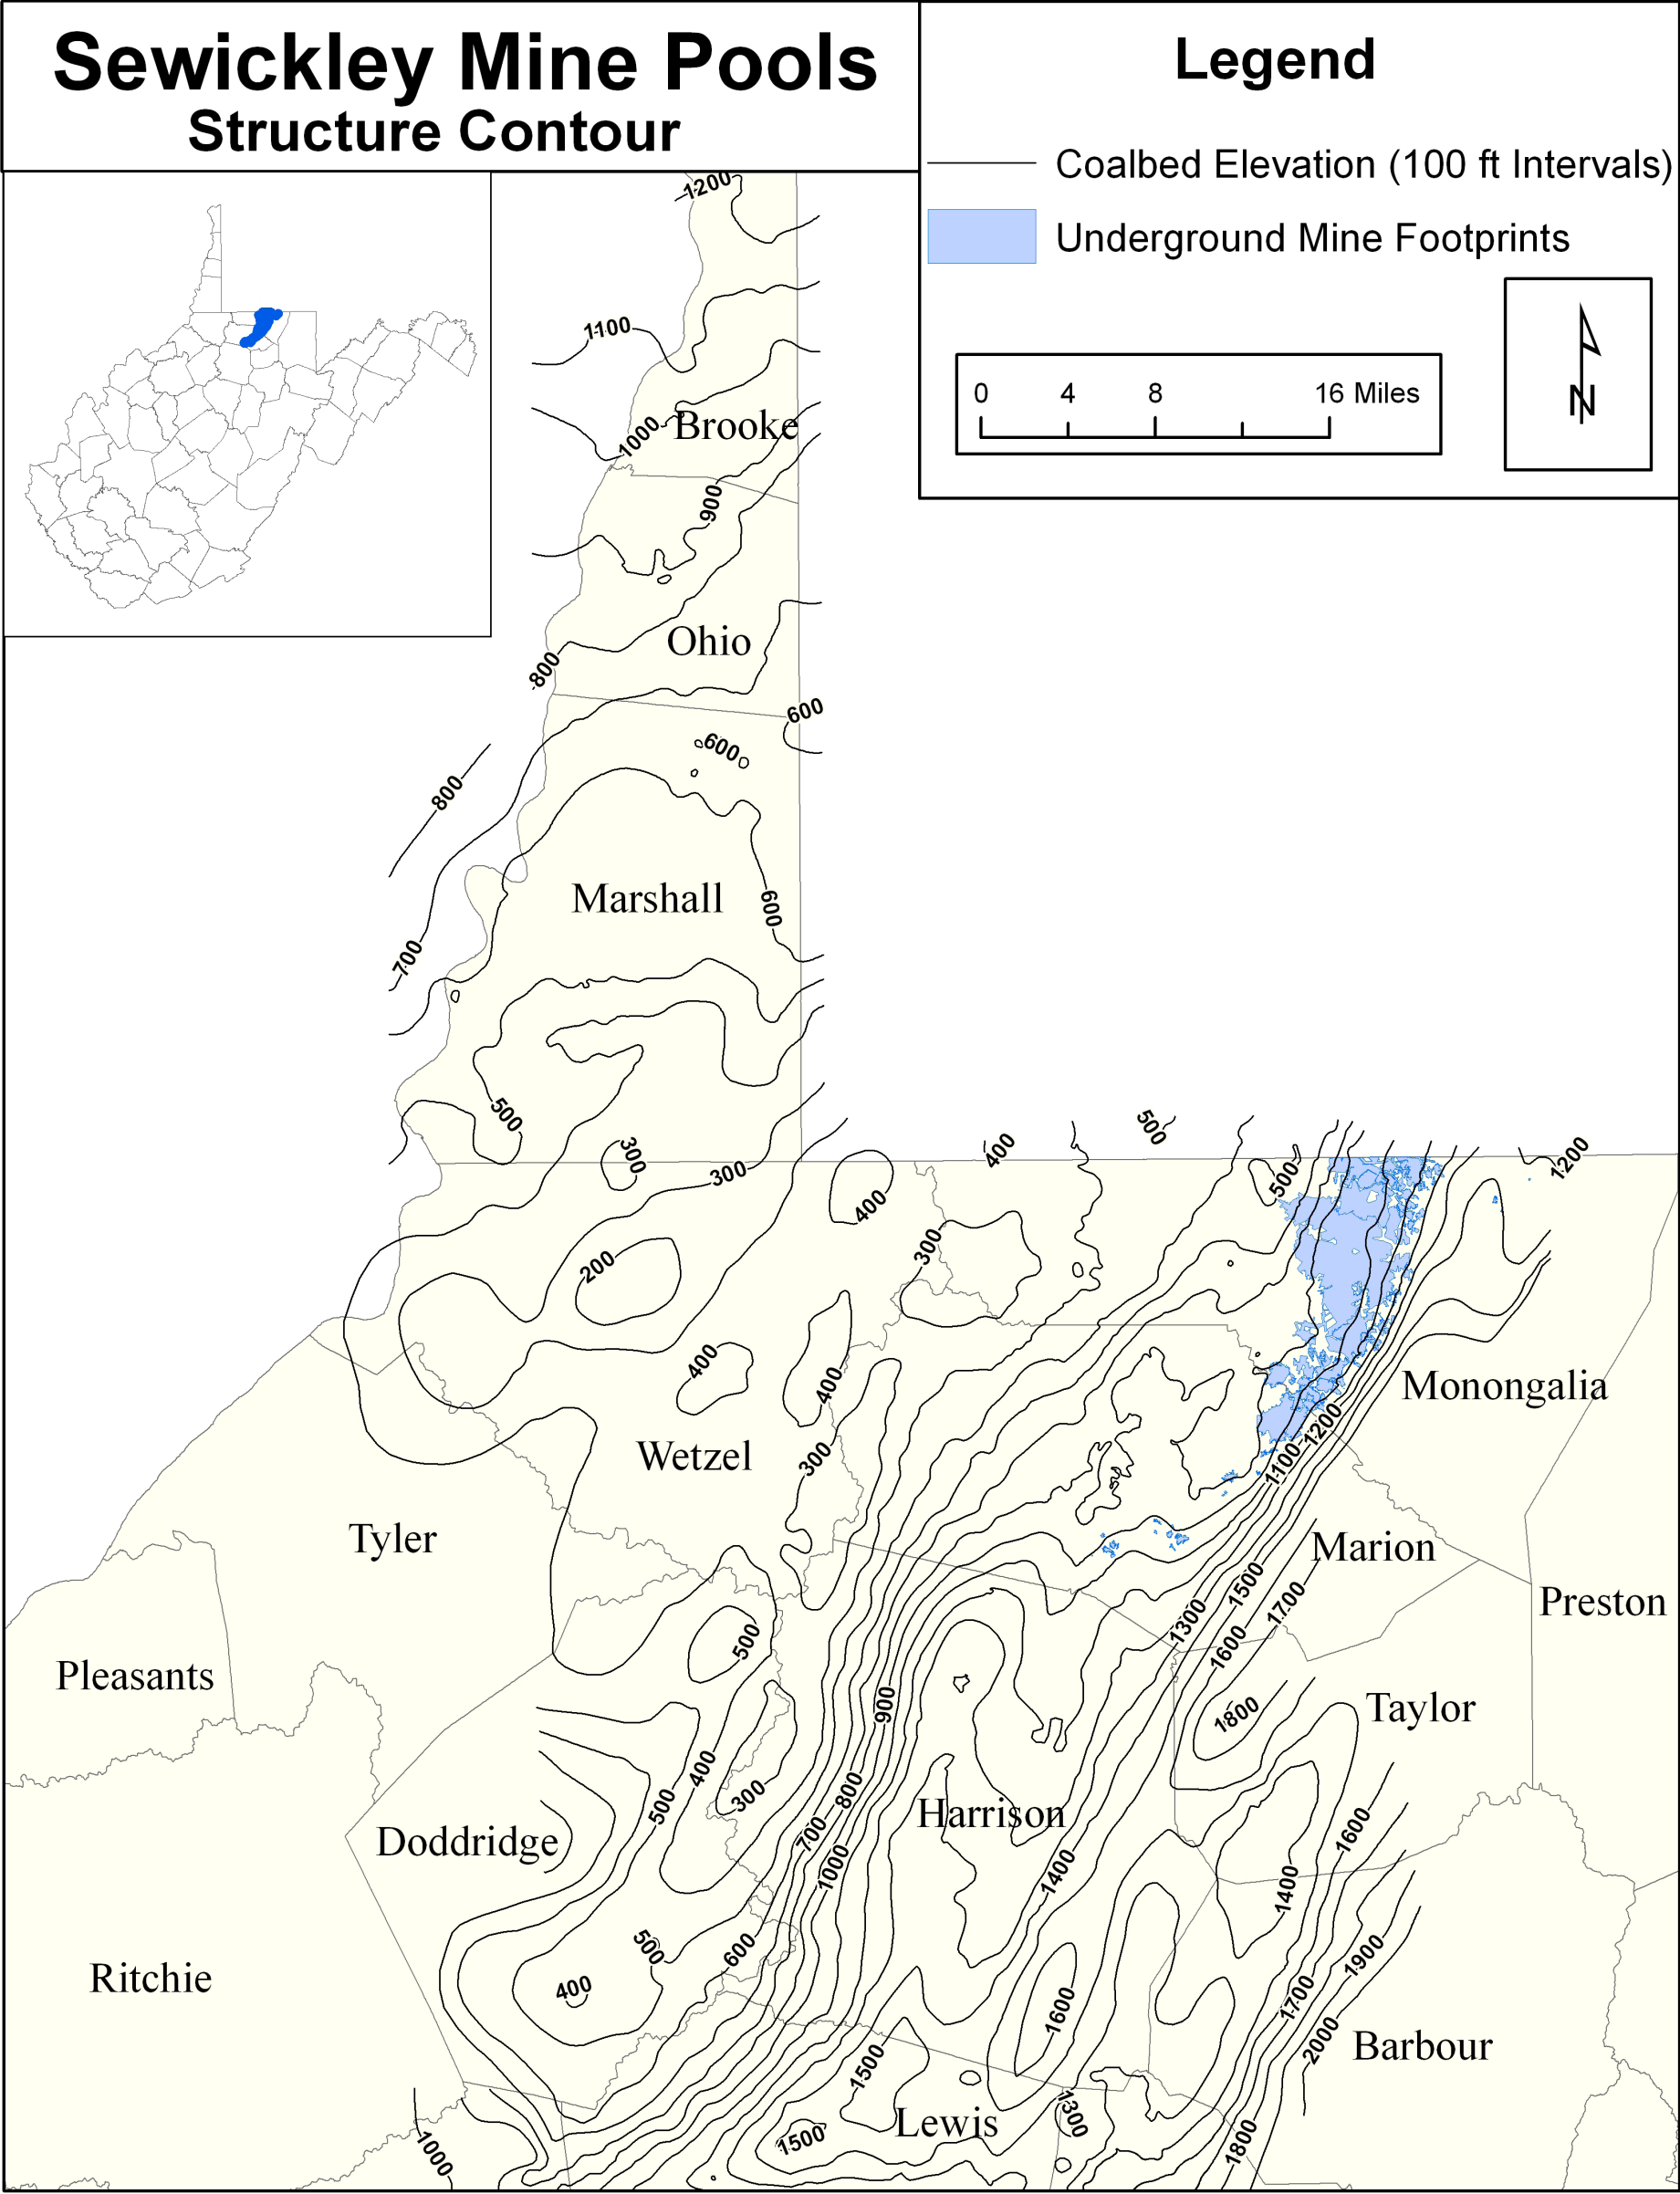 Sewickley Mine Pools
Structure Contour
Legend
Coalbed Elevation (100 ft Intervals)
Underground Mine Footprints
0 4 8 16 Miles
N
1200
1100
1000
Brooke
900
Ohio
800
600
600
800
Marshall
600
700
500
300
300
400
400
500
500
1200
400
300
200
400
400
Monongalia
Wetzel
300
1200
1100
Tyler
Marion
1500
1700
Preston
1300
1600
500
Pleasants
900
1800
Taylor
400
300
500
800
700
Harrison
Doddridge
1600
1000
1400
1400
500
600
1900
Ritchie
400
1600
1700
2000
Barbour
1500
Lewis
1300
1500
1000
1800